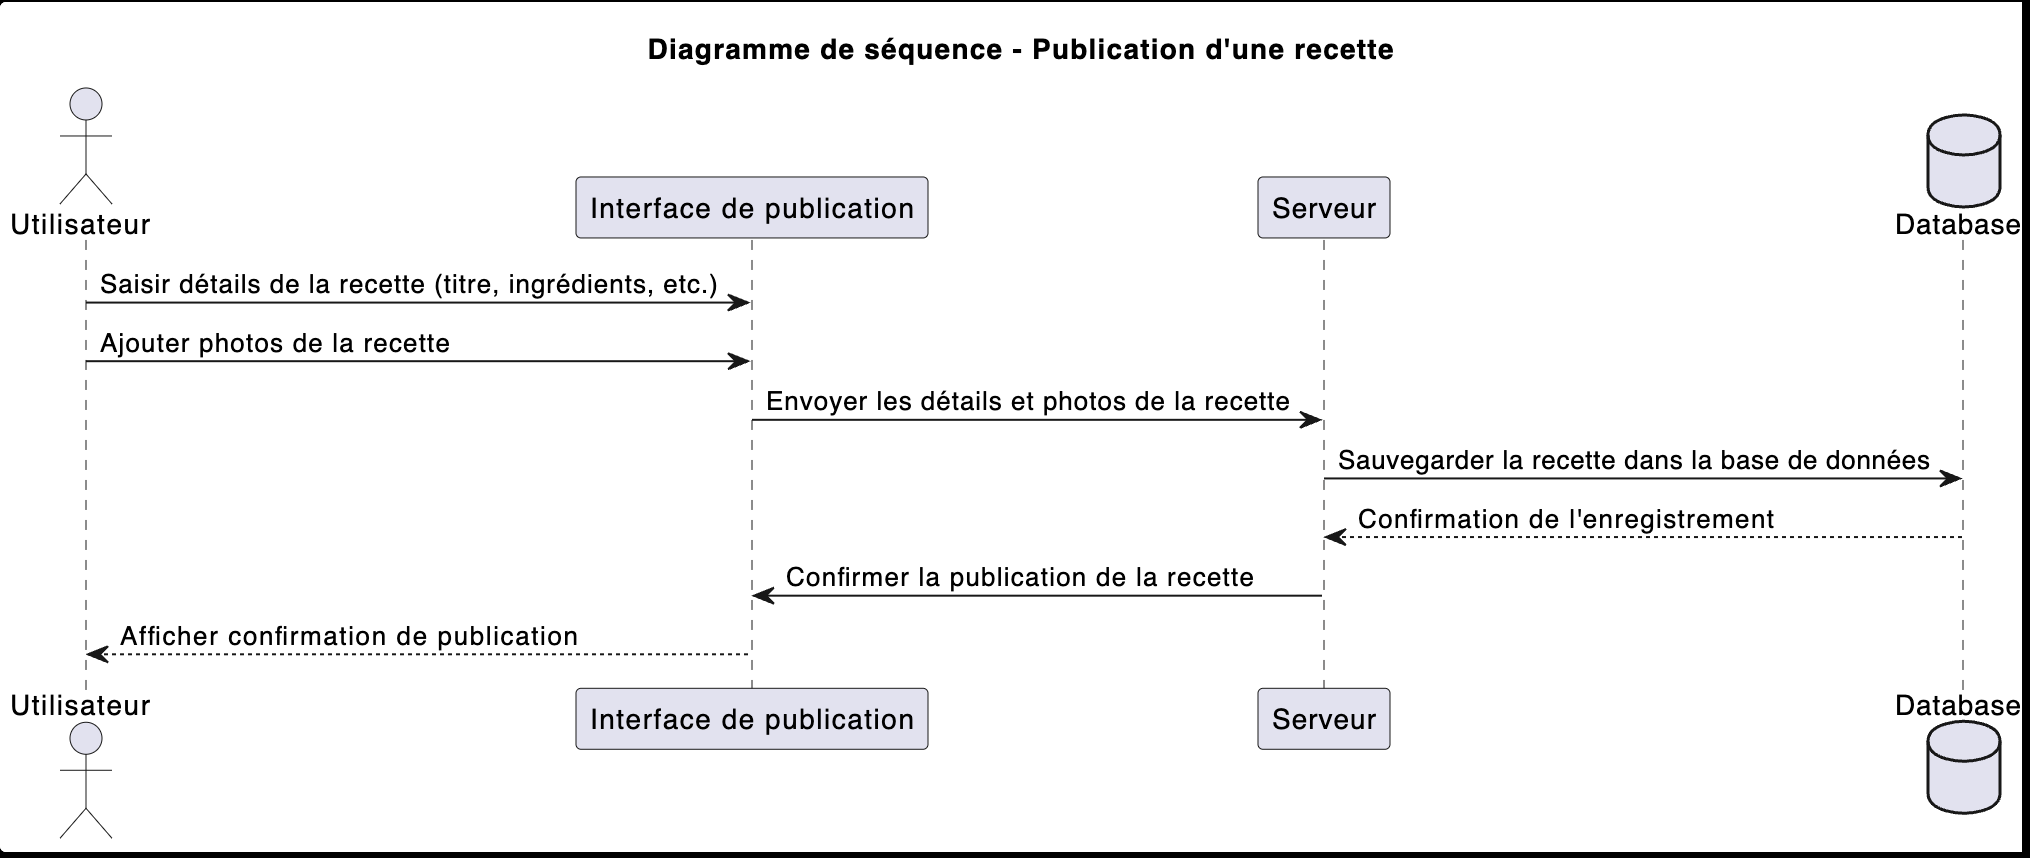 Diagramme de séquence - Publication d'une recette
Utilisateur
Interface de publication
Serveur
Database
Saisir détails de la recette (titre, ingrédients, etc.)
Ajouter photos de la recette
Envoyer les détails et photos de la recette
Sauvegarder la recette dans la base de données
Confirmation de l'enregistrement
Confirmer la publication de la recette
Afficher confirmation de publication
Utilisateur
Interface de publication
Serveur
Database